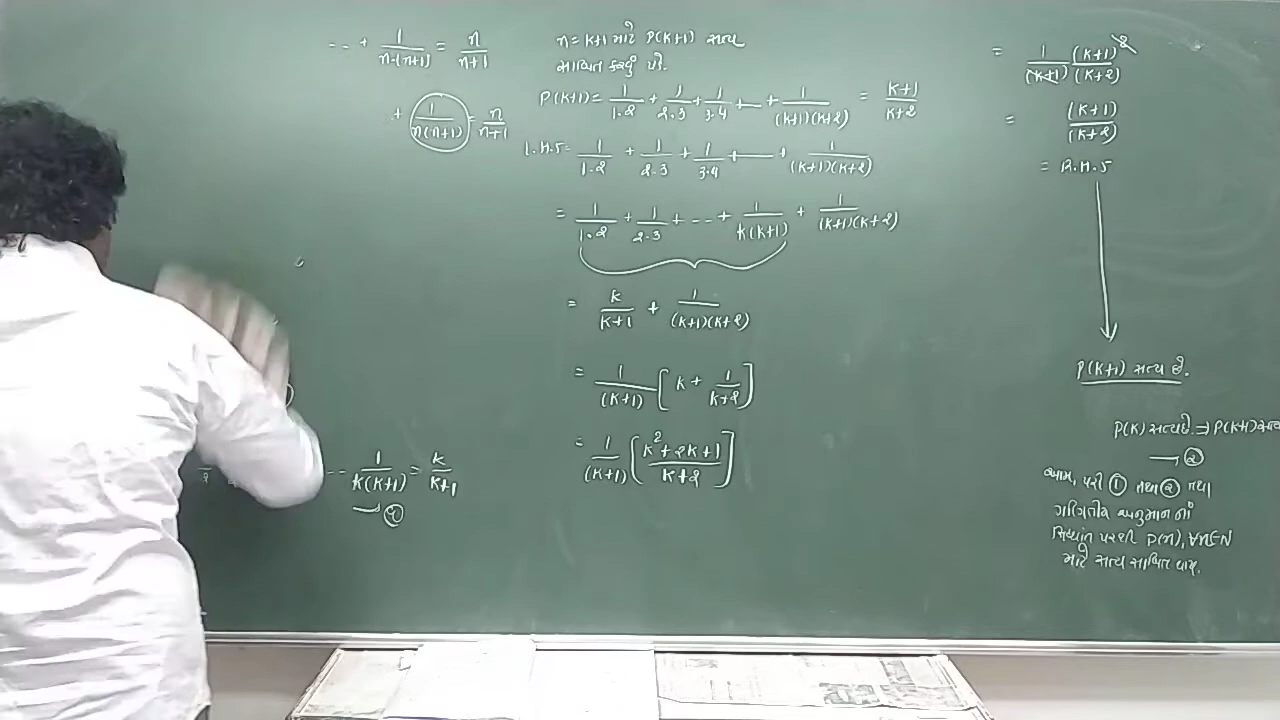 -- + 1/(n·(n+1)) = n/(n+1)
+ 1/(n(n+1)) = n/(n+1)
-- 1/(k(k+1)) = k/(k+1)
n = k+1 માટે P(k+1) સત્ય
સાબિત કરવું પડે.
P(k+1) = 1/(1·2) + 1/(2·3) + 1/(3·4) + -- + 1/((k+1)(k+2)) = (k+1)/(k+2)
L.H.S = 1/(1·2) + 1/(2·3) + 1/(3·4) + -- + 1/((k+1)(k+2))
= 1/(1·2) + 1/(2·3) + -- + 1/(k(k+1)) + 1/((k+1)(k+2))
= k/(k+1) + 1/((k+1)(k+2))
= 1/(k+1) [k + 1/(k+2)]
= 1/(k+1) [(k²+2k+1)/(k+2)]
= 1/(k+1) (k+1)²/(k+2)
= (k+1)/(k+2)
= R.H.S
P(k+1) સત્ય છે.
P(k) સત્ય છે ⇒ P(k+1) સત્ય
→ ②
આમ, પરી ① તથા ② તથા
ગાણિતીક અનુમાન નાં
સિધ્ધાંત પરથી P(n), ∀n∈N
માટે સત્ય સાબિત થાય.